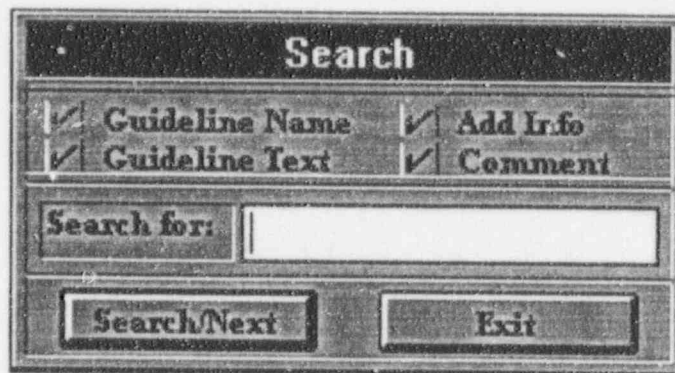 Search
Guideline Name Add Info
Guideline Text Comment
Search for:
Search/Next Exit